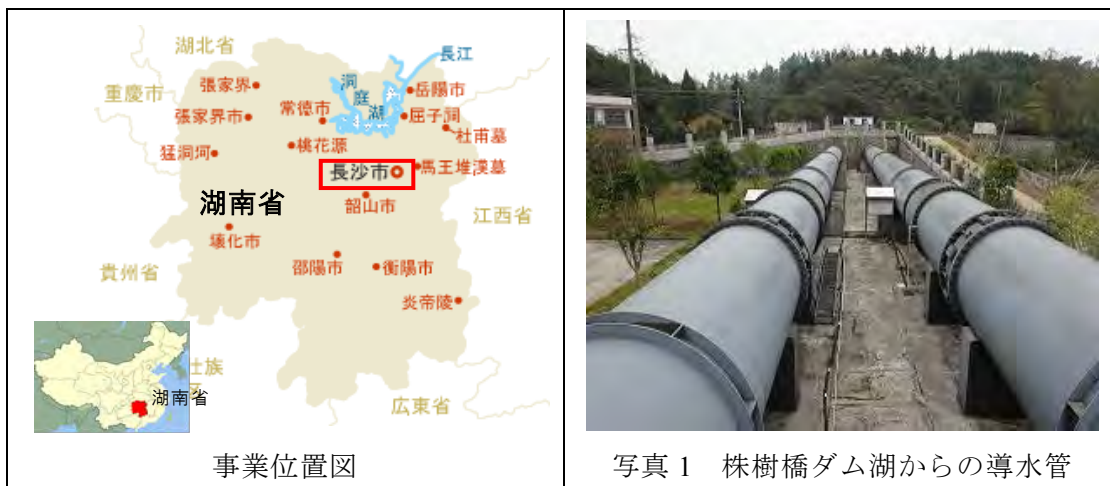 湖北省
長江
張家界
重慶市
洞
庭
湖
岳陽市
常徳市
屈子洞
張家界市
杜甫墓
猛洞河
桃花源
長沙市
馬王堆漢墓
湖南省
韶山市
江西省
壊化市
貴州省
邵陽市
衡陽市
炎帝陵
士族
湖南省
広東省
事業位置図
写真 1 株樹橋ダム湖からの導水管